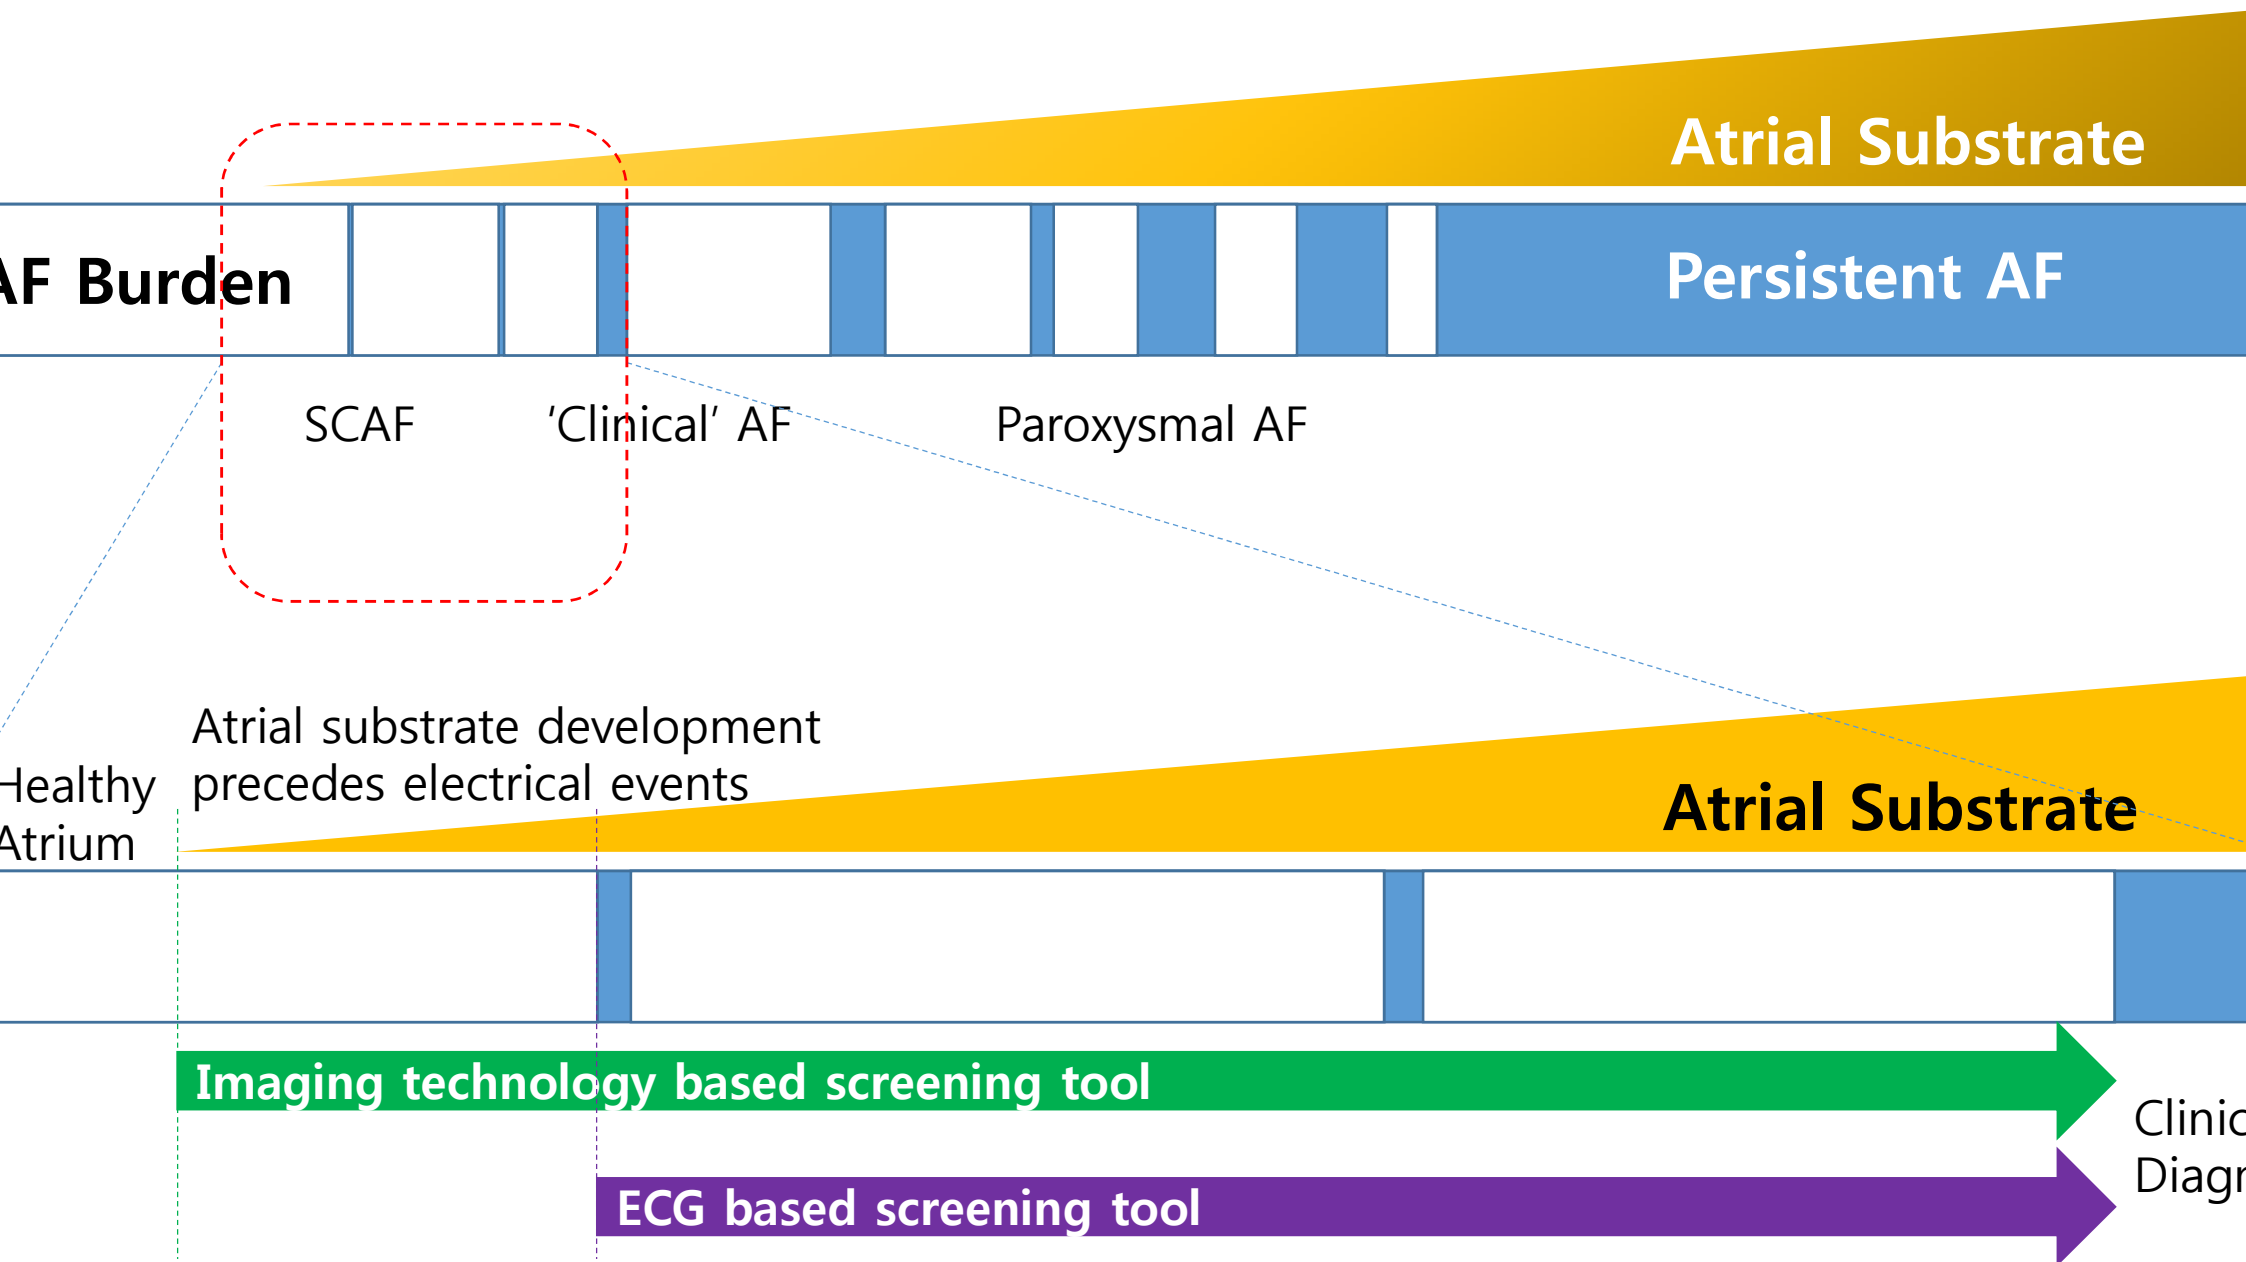 Atrial Substrate
AF Burden
Persistent AF
SCAF
'Clinical' AF
Paroxysmal AF
Atrial substrate development
precedes electrical events
Healthy
Atrium
Atrial Substrate
Imaging technology based screening tool
ECG based screening tool